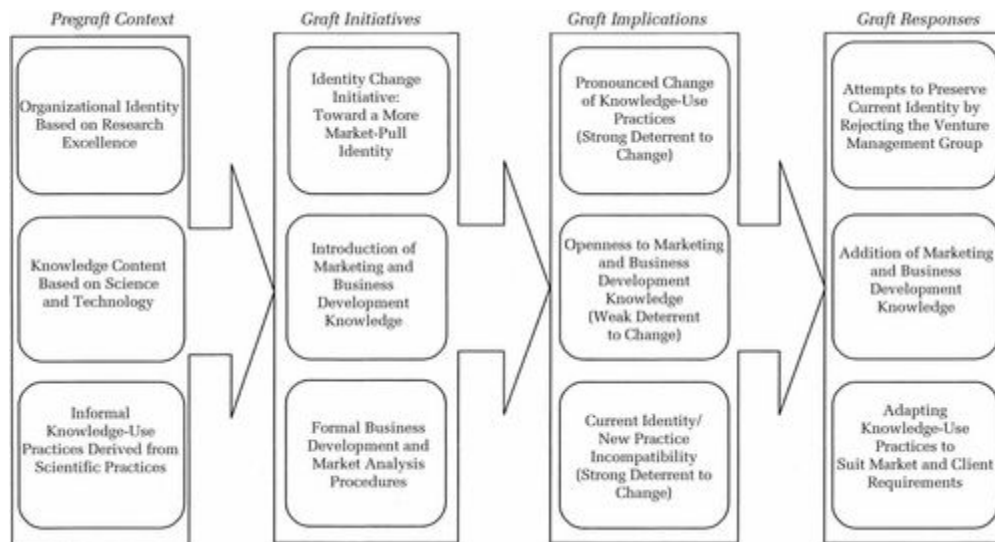 Pregraft Context
Organizational Identity
Based on Research
Excellence
Knowledge Content
Based on Science
and Technology
Informal
Knowledge-Use
Practices Derived from
Scientific Practices
Graft Initiatives
Identity Change
Initiative:
Toward a More
Market-Pull
Identity
Introduction of
Marketing and
Business
Development
Knowledge
Formal Business
Development and
Market Analysis
Procedures
Graft Implications
Pronounced Change
of Knowledge-Use
Practices
(Strong Deterrent to
Change)
Openness to Marketing
and Business
Development
Knowledge
(Weak Deterrent
to Change)
Current Identity/
New Practice
Incompatibility
(Strong Deterrent to
Change)
Graft Responses
Attempts to Preserve
Current Identity by
Rejecting the Venture
Management Group
Addition of Marketing
and Business
Development
Knowledge
Adapting
Knowledge-Use
Practices to
Suit Market and Client
Requirements